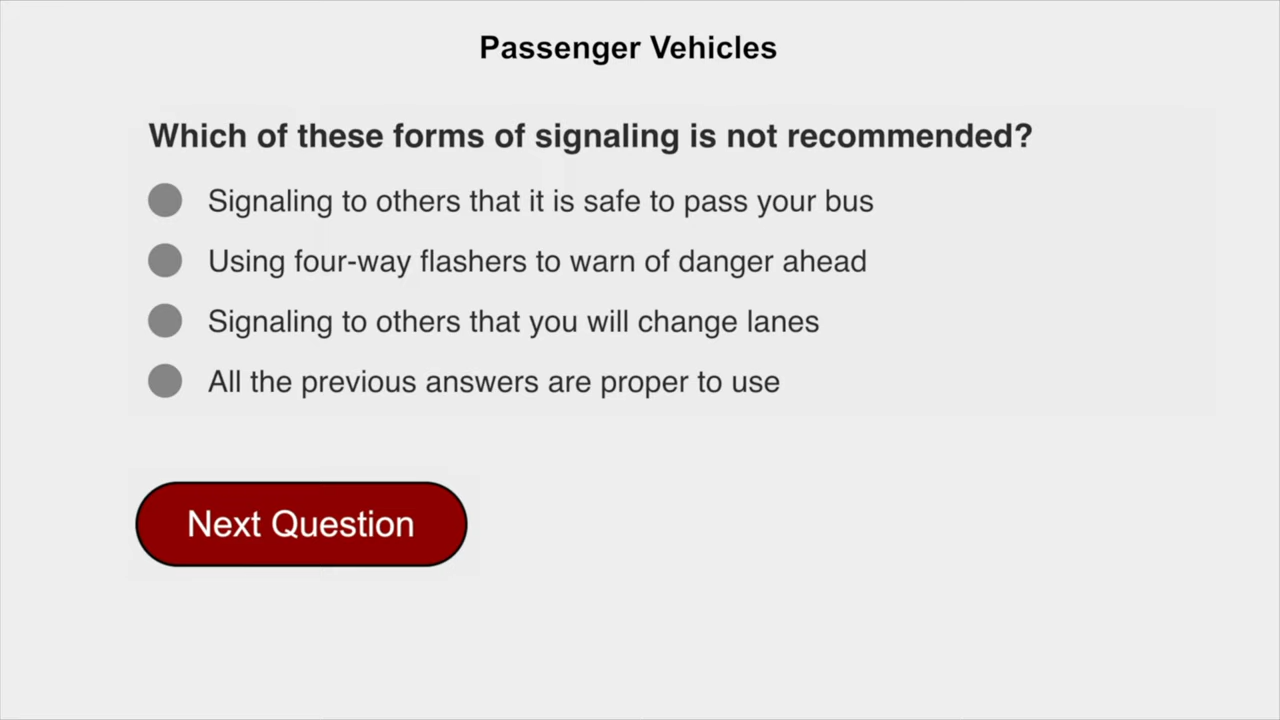 Passenger Vehicles
Which of these forms of signaling is not recommended?
Signaling to others that it is safe to pass your bus
Using four-way flashers to warn of danger ahead
Signaling to others that you will change lanes
All the previous answers are proper to use
Next Question